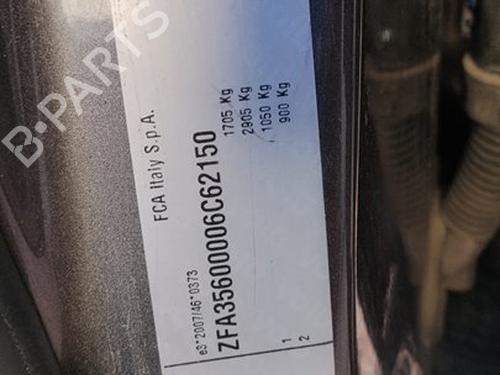 FCA Italy S.p.A.
e3*2007/46*0373
ZFA35600006C62150
1705 Kg
2905 Kg
1 1050 Kg
2 900 Kg
B-PARTS